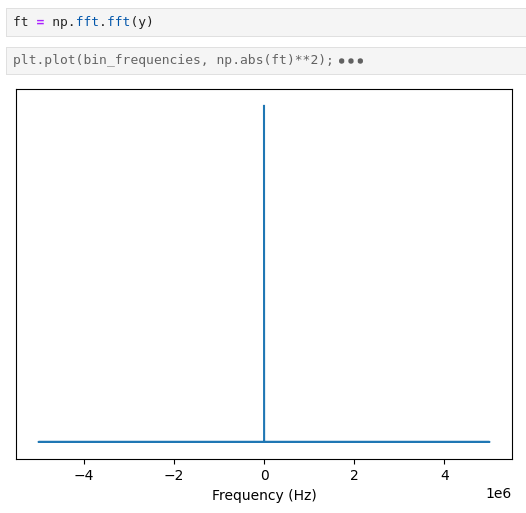 ft = np.fft.fft(y)
plt.plot(bin_frequencies, np.abs(ft)**2); •••
−4 −2 0 2 4
1e6
Frequency (Hz)